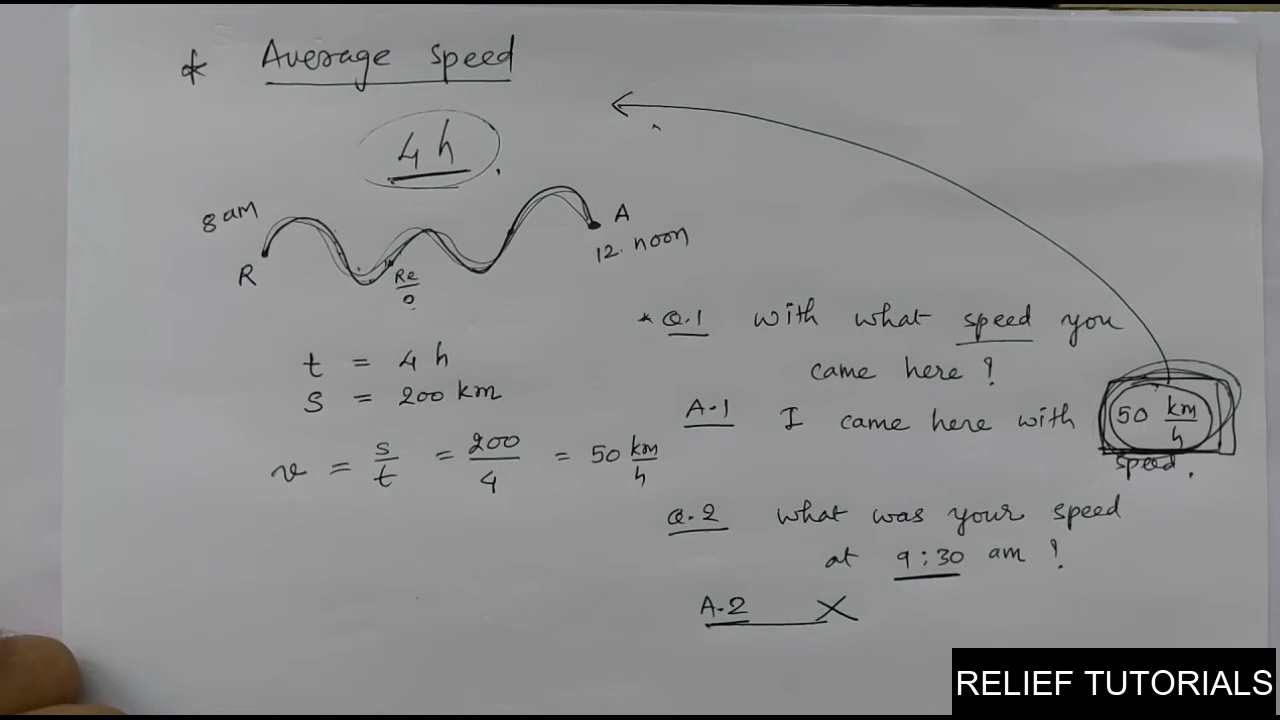 * Average speed
4 h
8 am
R
Re
A
12. noon
t = 4 h
s = 200 km
v = s/t = 200/4 = 50 km/h
* Q.1 with what speed you
came here ?
A.1 I came here with 50 km/h
speed.
Q.2 what was your speed
at 9:30 am ?
A.2 X
RELIEF TUTORIALS